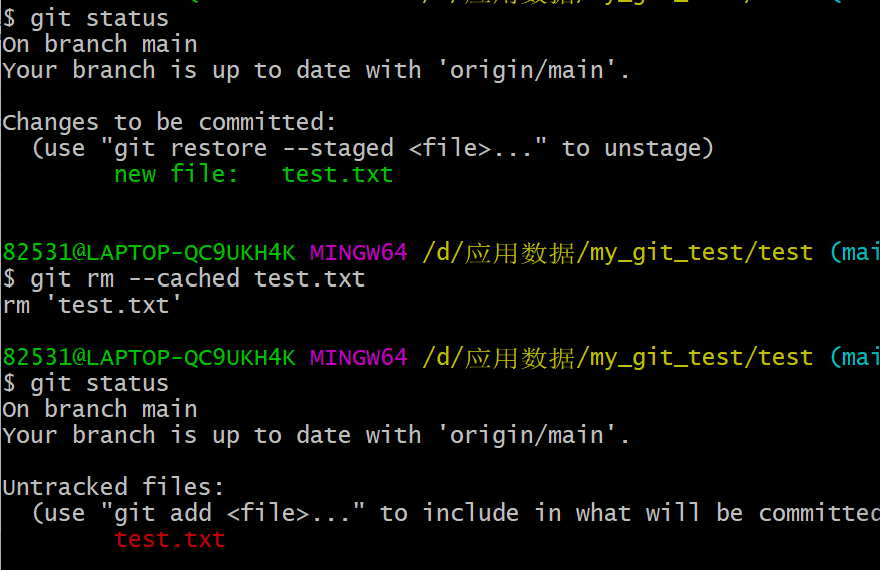 $ git status
On branch main
Your branch is up to date with 'origin/main'.
Changes to be committed:
  (use "git restore --staged <file>..." to unstage)
        new file:   test.txt
82531@LAPTOP-QC9UKH4K MINGW64 /d/应用数据/my_git_test/test (mai
$ git rm --cached test.txt
rm 'test.txt'
82531@LAPTOP-QC9UKH4K MINGW64 /d/应用数据/my_git_test/test (mai
$ git status
On branch main
Your branch is up to date with 'origin/main'.
Untracked files:
  (use "git add <file>..." to include in what will be committed
        test.txt